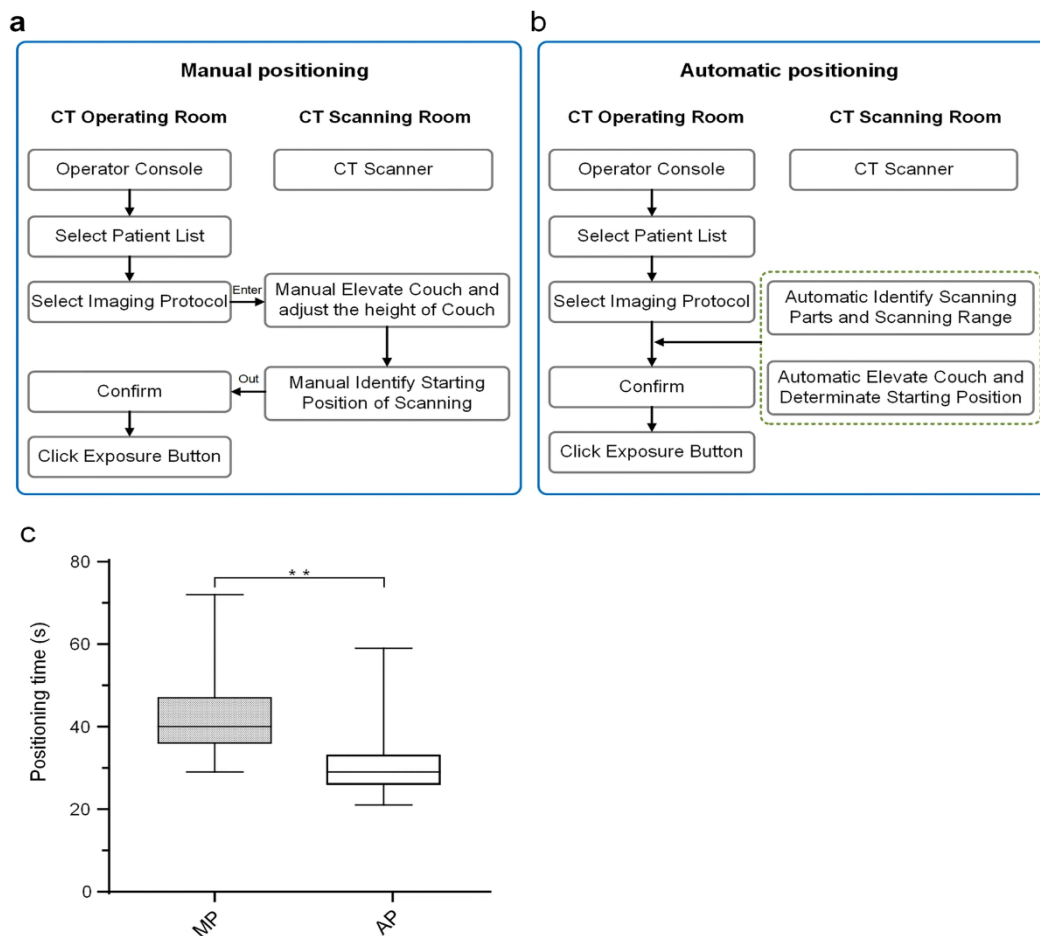 a
Manual positioning
CT Operating Room
CT Scanning Room
Operator Console
CT Scanner
Select Patient List
Select Imaging Protocol
Enter
Manual Elevate Couch and
adjust the height of Couch
Confirm
Out
Manual Identify Starting
Position of Scanning
Click Exposure Button
b
Automatic positioning
CT Operating Room
CT Scanning Room
Operator Console
CT Scanner
Select Patient List
Select Imaging Protocol
Automatic Identify Scanning
Parts and Scanning Range
Confirm
Automatic Elevate Couch and
Determinate Starting Position
Click Exposure Button
c
Positioning time (s)
80
60
40
20
0
* *
MP
AP